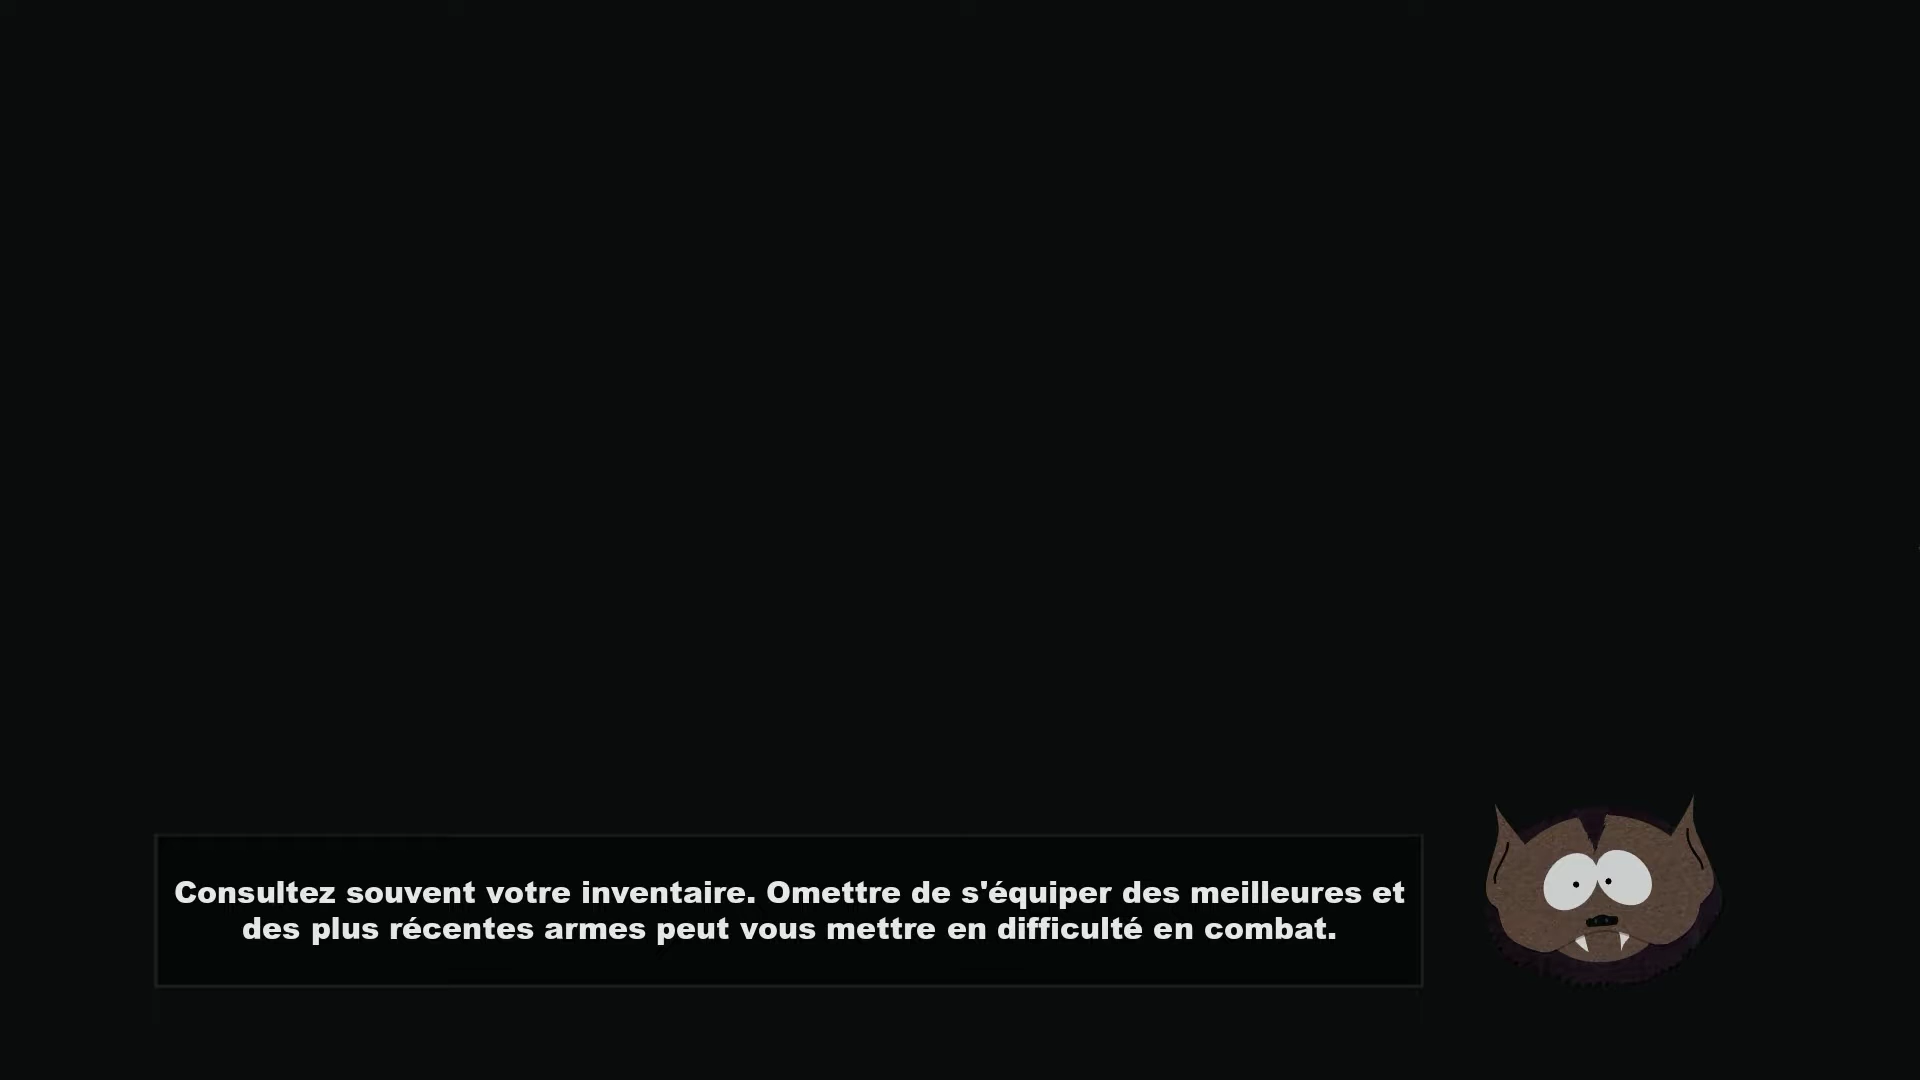 Consultez souvent votre inventaire. Omettre de s'équiper des meilleures et
des plus récentes armes peut vous mettre en difficulté en combat.